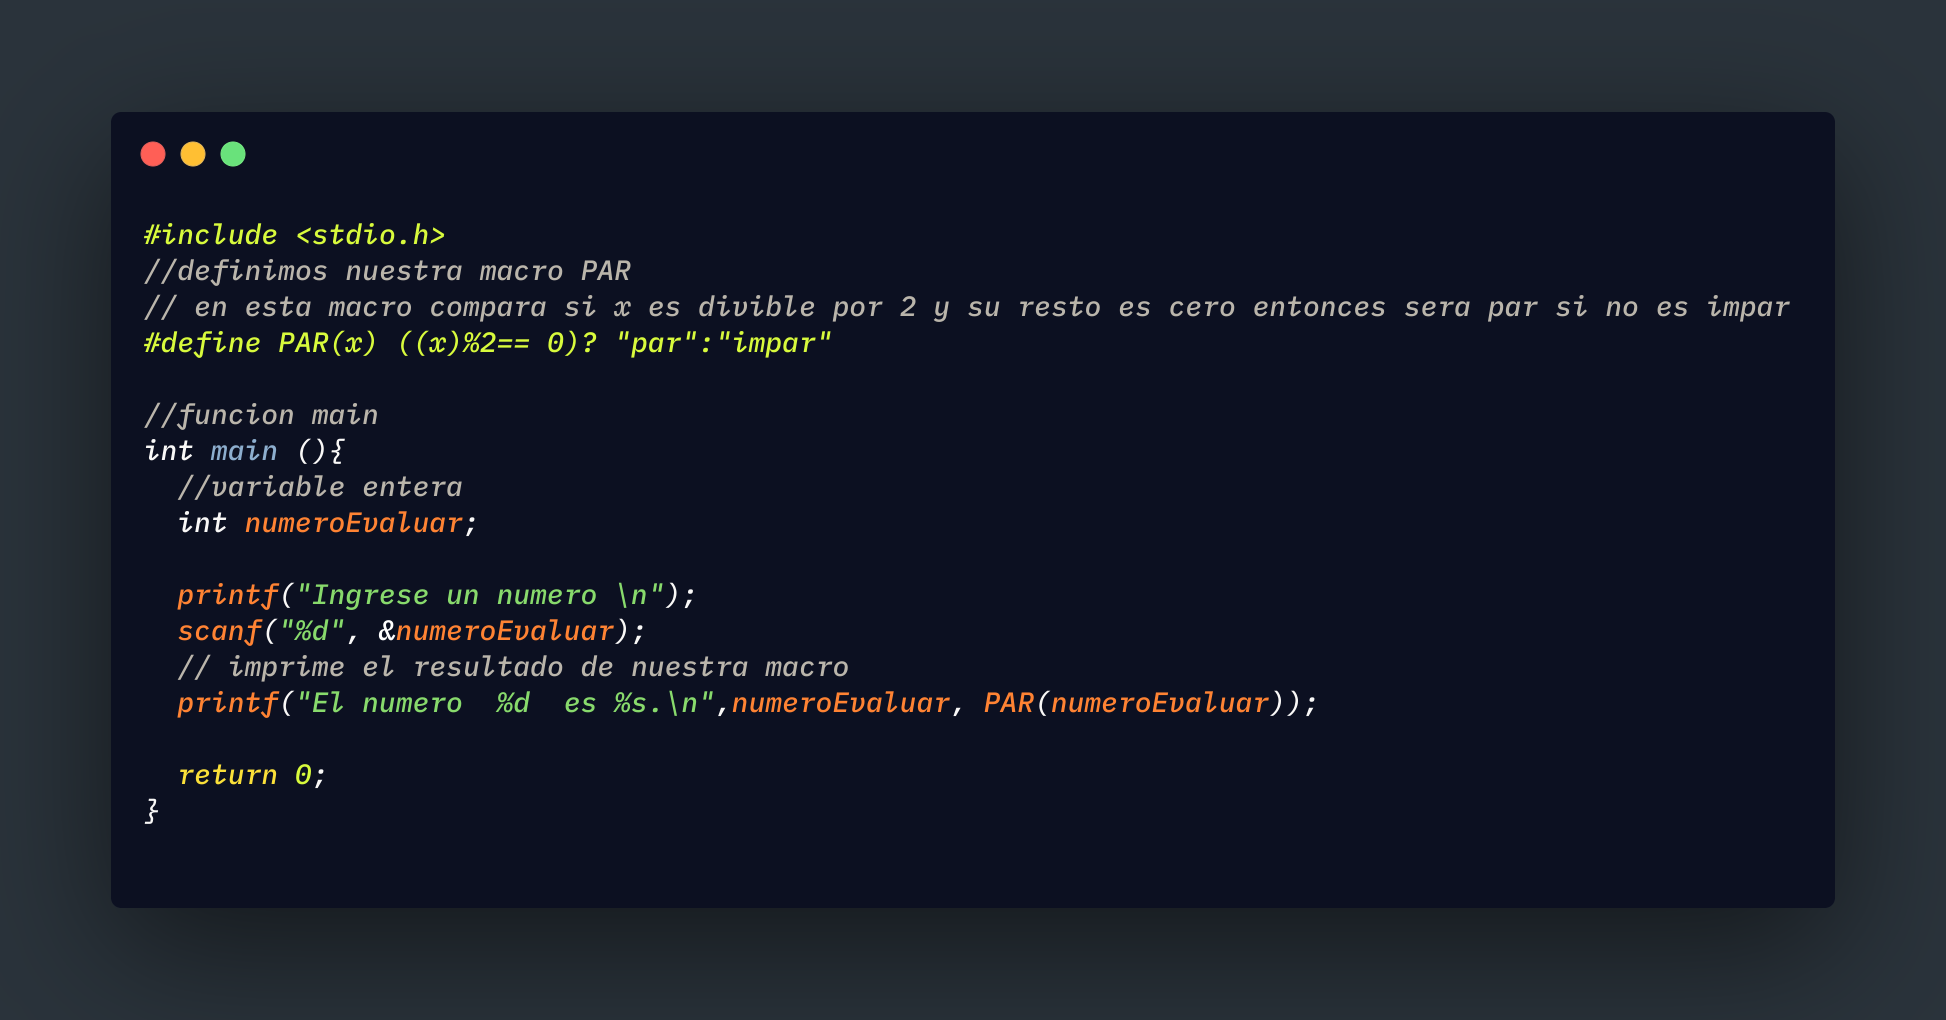 #include <stdio.h>
//definimos nuestra macro PAR
// en esta macro compara si x es divible por 2 y su resto es cero entonces sera par si no es impar
#define PAR(x) ((x)%2== 0)? "par":"impar"
//funcion main
int main (){
  //variable entera
  int numeroEvaluar;
  printf("Ingrese un numero \n");
  scanf("%d", &numeroEvaluar);
  // imprime el resultado de nuestra macro
  printf("El numero  %d  es %s.\n",numeroEvaluar, PAR(numeroEvaluar));
  return 0;
}